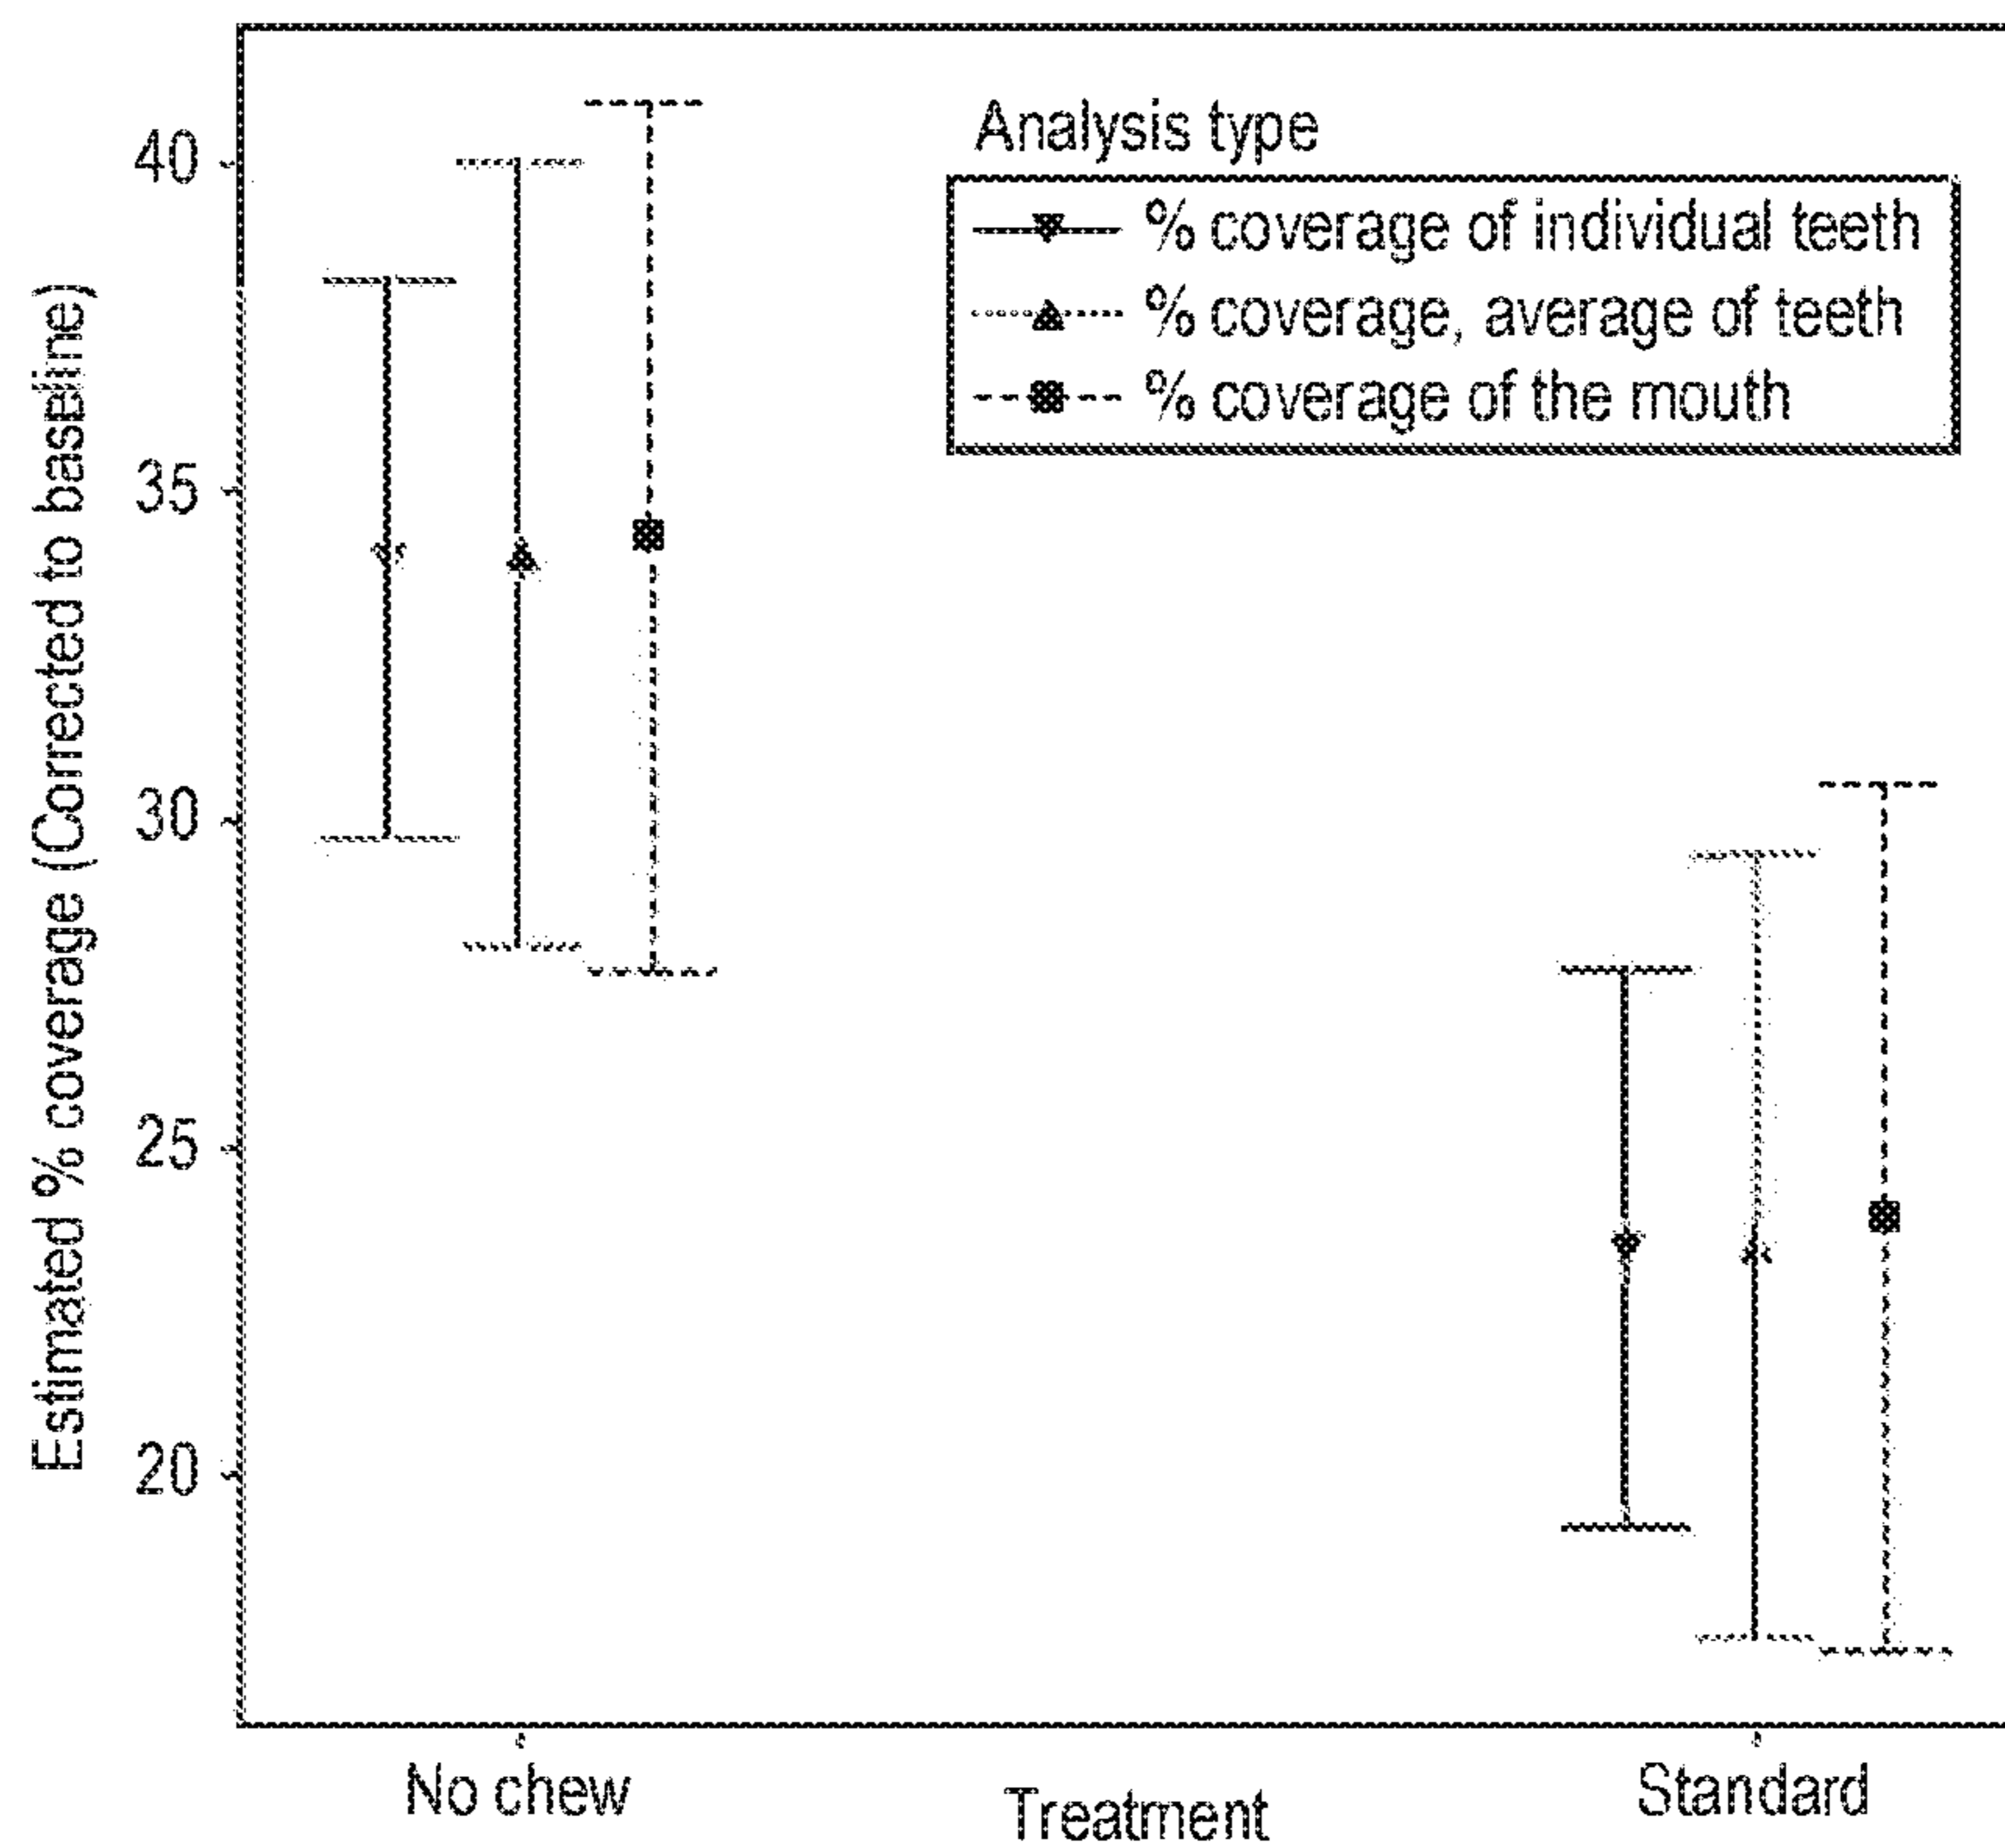 Estimated % coverage (Corrected to baseline)
40
35
30
25
20
Analysis type
% coverage of individual teeth
% coverage, average of teeth
% coverage of the mouth
No chew
Standard
Treatment